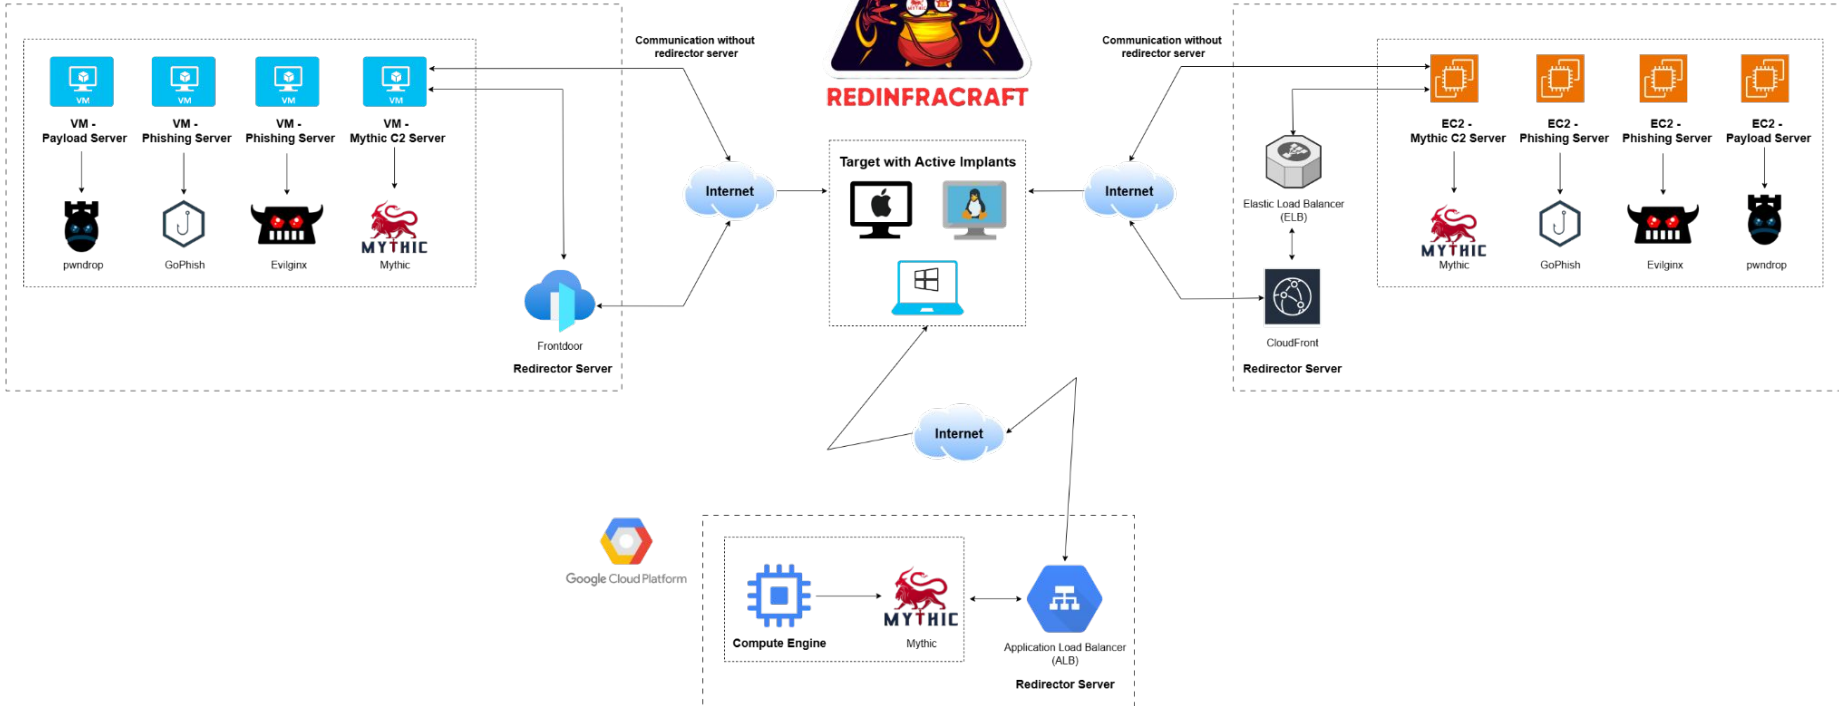 Communication without
redirector server
MYTHIC
REDINFRACRAFT
Communication without
redirector server
VM
VM
VM
VM
VM -
Payload Server
VM -
Phishing Server
VM -
Phishing Server
VM -
Mythic C2 Server
pwndrop
GoPhish
Evilginx
MYTHIC
Mythic
Internet
Target with Active Implants
Internet
Frontdoor
Redirector Server
Elastic Load Balancer
(ELB)
CloudFront
Redirector Server
EC2 -
Mythic C2 Server
EC2 -
Phishing Server
EC2 -
Phishing Server
EC2 -
Payload Server
MYTHIC
Mythic
GoPhish
Evilginx
pwndrop
Internet
Google Cloud Platform
Compute Engine
MYTHIC
Mythic
Application Load Balancer
(ALB)
Redirector Server